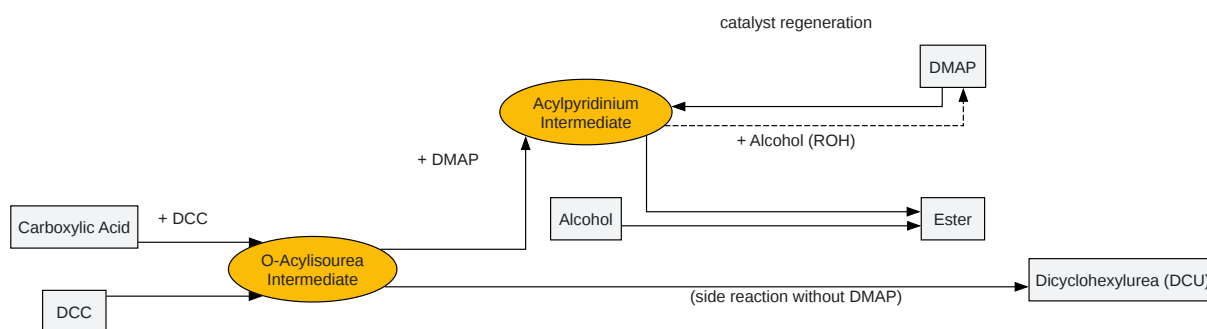 catalyst regeneration
DMAP
Acylpyridinium
Intermediate
+ Alcohol (ROH)
+ DMAP
Carboxylic Acid
+ DCC
Alcohol
Ester
O-Acylisourea
Intermediate
Dicyclohexylurea (DCU)
(side reaction without DMAP)
DCC